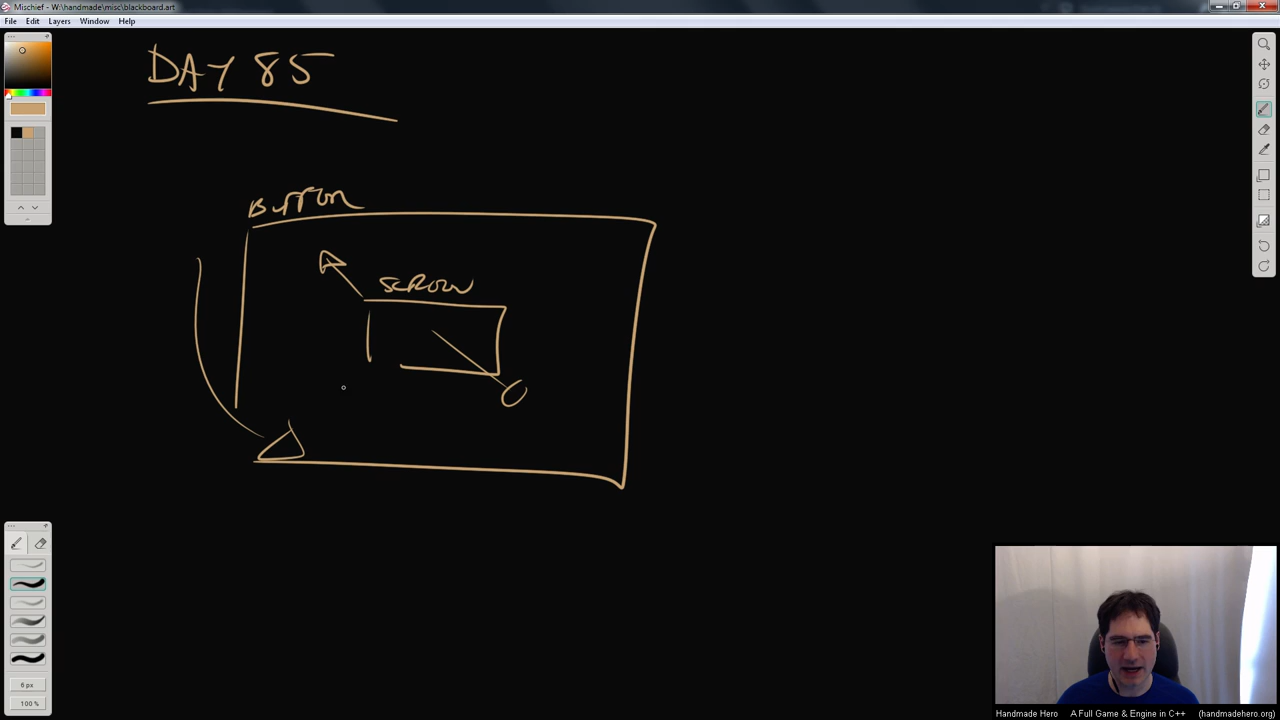 Mischief - W:\handmade\misc\blackboard.art
File Edit Layers Window Help
DAY 85
BUTTON
6 px
100 %
Handmade Hero A Full Game & Engine in C++ (handmadehero.org)